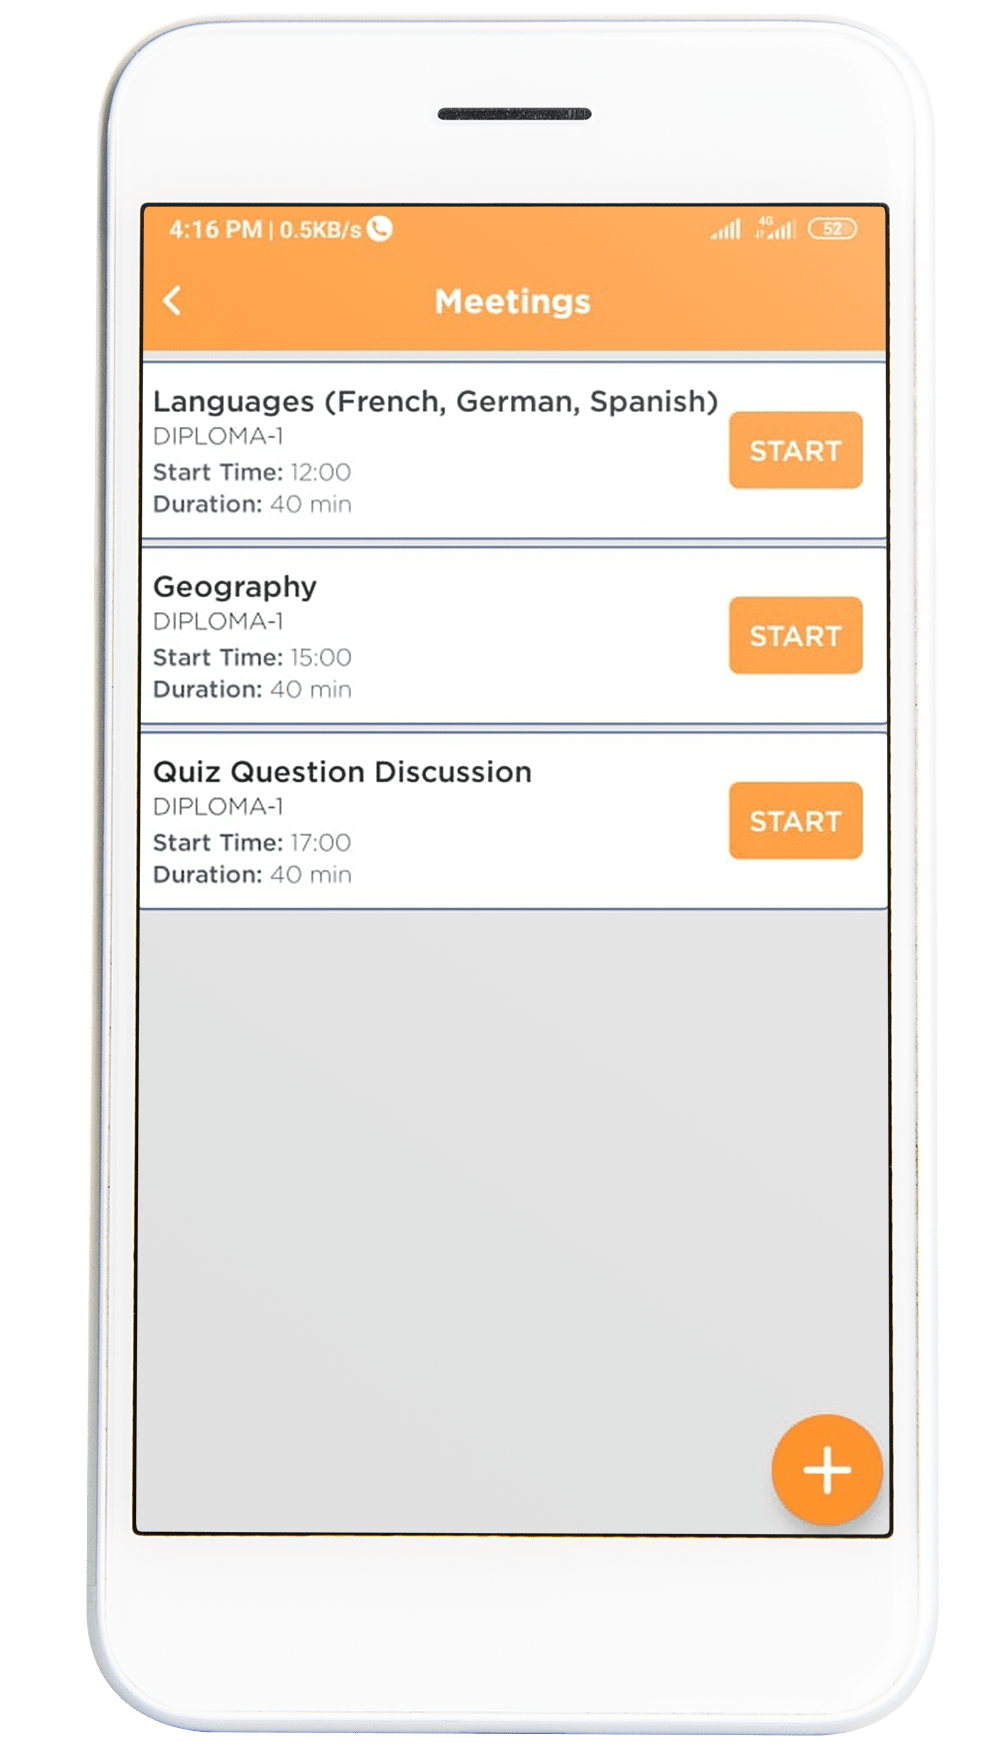 4:16 PM | 0.5KB/s 4G 52
Meetings
Languages (French, German, Spanish)
DIPLOMA-1
START
Start Time: 12:00
Duration: 40 min
Geography
DIPLOMA-1
START
Start Time: 15:00
Duration: 40 min
Quiz Question Discussion
DIPLOMA-1
START
Start Time: 17:00
Duration: 40 min